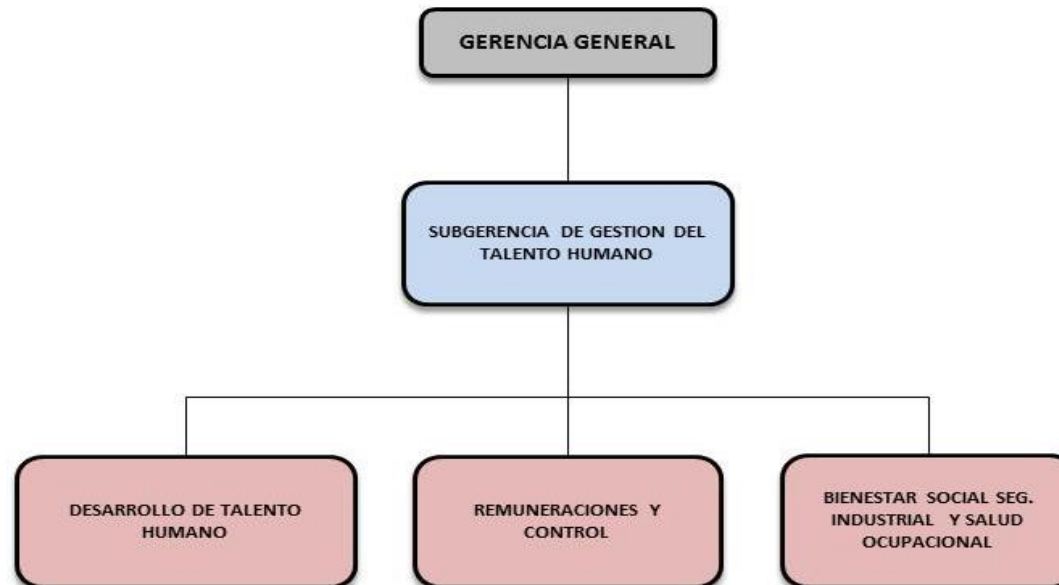 GERENCIA GENERAL
SUBGERENCIA DE GESTION DEL
TALENTO HUMANO
DESARROLLO DE TALENTO
HUMANO
REMUNERACIONES Y
CONTROL
BIENESTAR SOCIAL SEG.
INDUSTRIAL Y SALUD
OCUPACIONAL